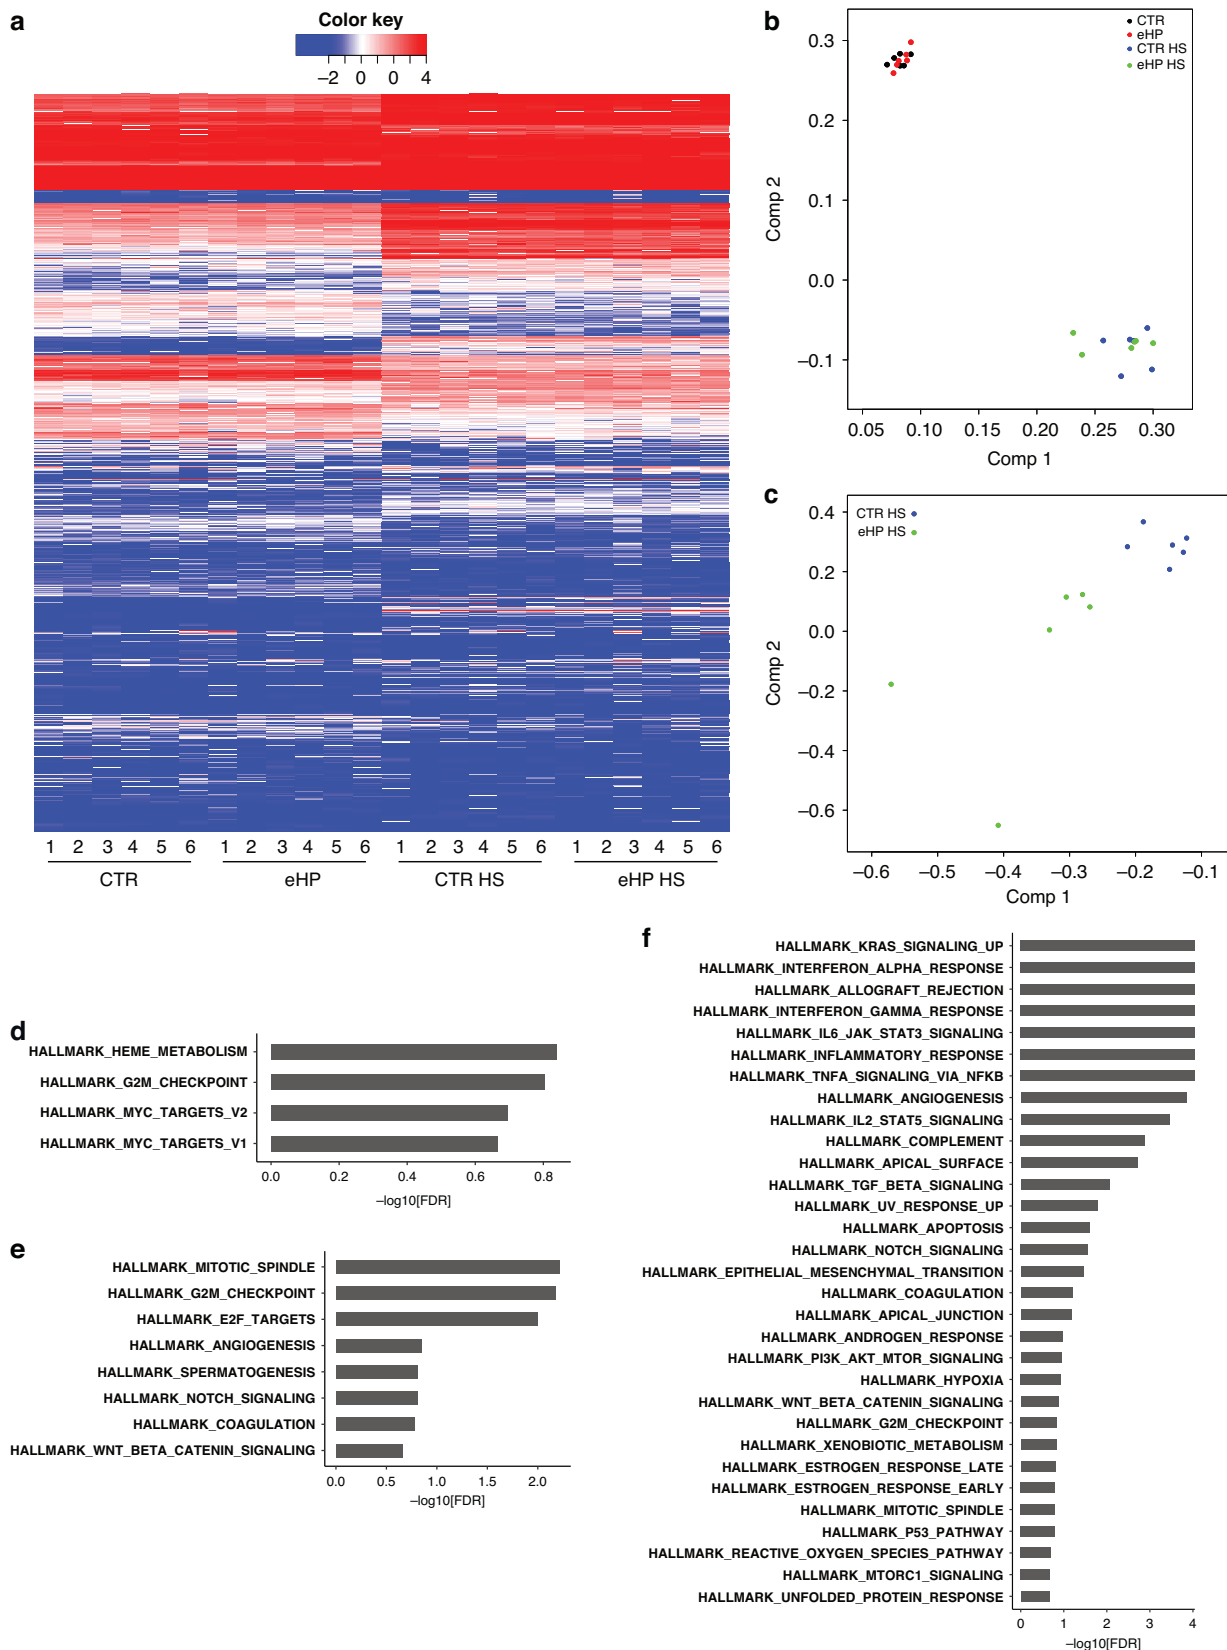 a
Color key
−2 0 0 4
1 2 3 4 5 6 1 2 3 4 5 6 1 2 3 4 5 6 1 2 3 4 5 6
CTR eHP CTR HS eHP HS
b
CTR
eHP
CTR HS
eHP HS
0.3
0.2
0.1
0.0
−0.1
Comp 2
0.05 0.10 0.15 0.20 0.25 0.30
Comp 1
c
CTR HS
eHP HS
0.4
0.2
0.0
−0.2
−0.4
−0.6
Comp 2
−0.6 −0.5 −0.4 −0.3 −0.2 −0.1
Comp 1
d
HALLMARK_HEME_METABOLISM
HALLMARK_G2M_CHECKPOINT
HALLMARK_MYC_TARGETS_V2
HALLMARK_MYC_TARGETS_V1
0.0 0.2 0.4 0.6 0.8
−log10[FDR]
e
HALLMARK_MITOTIC_SPINDLE
HALLMARK_G2M_CHECKPOINT
HALLMARK_E2F_TARGETS
HALLMARK_ANGIOGENESIS
HALLMARK_SPERMATOGENESIS
HALLMARK_NOTCH_SIGNALING
HALLMARK_COAGULATION
HALLMARK_WNT_BETA_CATENIN_SIGNALING
0.0 0.5 1.0 1.5 2.0
−log10[FDR]
f
HALLMARK_KRAS_SIGNALING_UP
HALLMARK_INTERFERON_ALPHA_RESPONSE
HALLMARK_ALLOGRAFT_REJECTION
HALLMARK_INTERFERON_GAMMA_RESPONSE
HALLMARK_IL6_JAK_STAT3_SIGNALING
HALLMARK_INFLAMMATORY_RESPONSE
HALLMARK_TNFA_SIGNALING_VIA_NFKB
HALLMARK_ANGIOGENESIS
HALLMARK_IL2_STAT5_SIGNALING
HALLMARK_COMPLEMENT
HALLMARK_APICAL_SURFACE
HALLMARK_TGF_BETA_SIGNALING
HALLMARK_UV_RESPONSE_UP
HALLMARK_APOPTOSIS
HALLMARK_NOTCH_SIGNALING
HALLMARK_EPITHELIAL_MESENCHYMAL_TRANSITION
HALLMARK_COAGULATION
HALLMARK_APICAL_JUNCTION
HALLMARK_ANDROGEN_RESPONSE
HALLMARK_PI3K_AKT_MTOR_SIGNALING
HALLMARK_HYPOXIA
HALLMARK_WNT_BETA_CATENIN_SIGNALING
HALLMARK_G2M_CHECKPOINT
HALLMARK_XENOBIOTIC_METABOLISM
HALLMARK_ESTROGEN_RESPONSE_LATE
HALLMARK_ESTROGEN_RESPONSE_EARLY
HALLMARK_MITOTIC_SPINDLE
HALLMARK_P53_PATHWAY
HALLMARK_REACTIVE_OXYGEN_SPECIES_PATHWAY
HALLMARK_MTORC1_SIGNALING
HALLMARK_UNFOLDED_PROTEIN_RESPONSE
0 1 2 3 4
−log10[FDR]